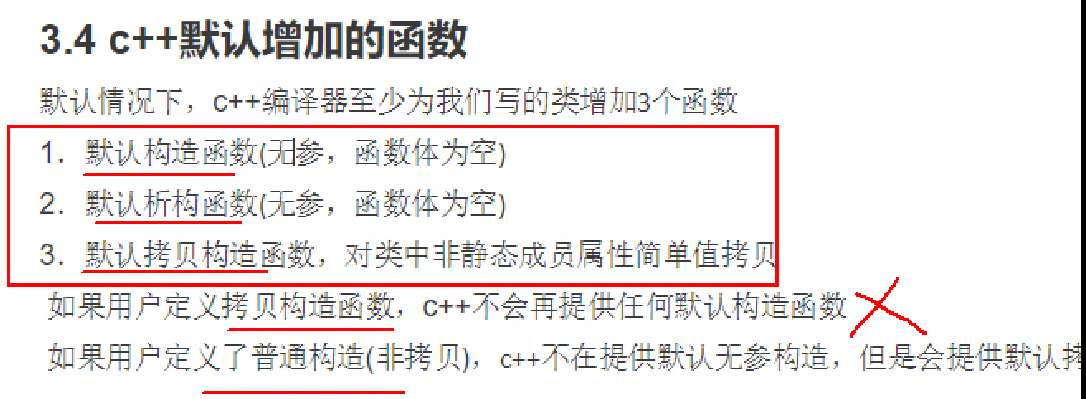 3.4 c++默认增加的函数
默认情况下，c++编译器至少为我们写的类增加3个函数
1. 默认构造函数(无参，函数体为空)
2. 默认析构函数(无参，函数体为空)
3. 默认拷贝构造函数，对类中非静态成员属性简单值拷贝
如果用户定义拷贝构造函数，c++不会再提供任何默认构造函数
如果用户定义了普通构造(非拷贝)，c++不在提供默认无参构造，但是会提供默认